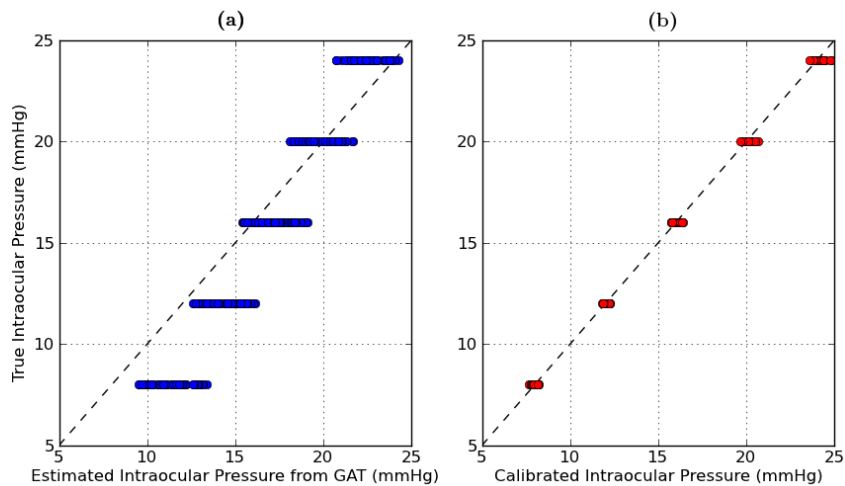 (a)
(b)
True Intraocular Pressure (mmHg)
25
20
15
10
5
5 10 15 20 25
Estimated Intraocular Pressure from GAT (mmHg)
25
20
15
10
5
5 10 15 20 25
Calibrated Intraocular Pressure (mmHg)